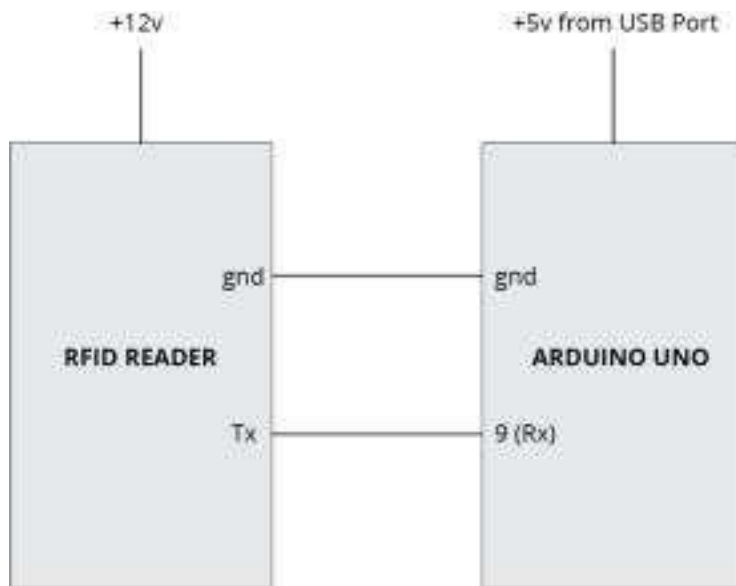 +12v
+5v from USB Port
gnd
gnd
RFID READER
ARDUINO UNO
Tx
9 (Rx)